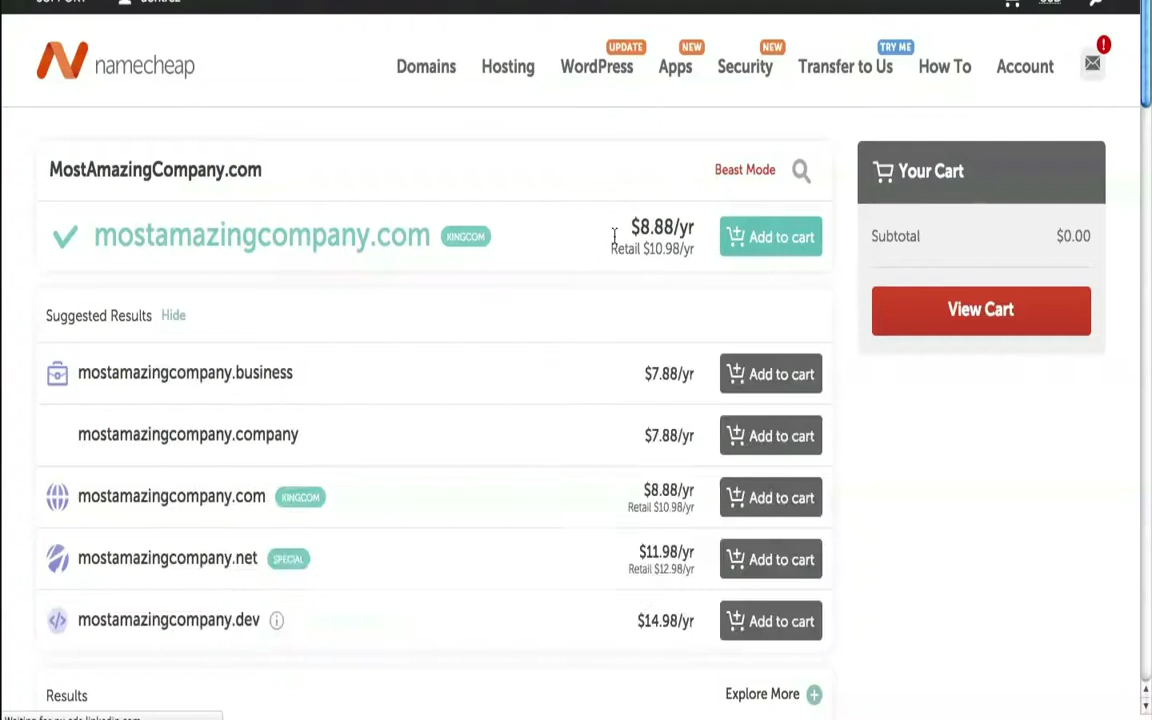 SUPPORT
USD
namecheap
UPDATE NEW NEW TRY ME
Domains Hosting WordPress Apps Security Transfer to Us How To Account
!
MostAmazingCompany.com Beast Mode
Your Cart
mostamazingcompany.com KINGCOM $8.88/yr
Retail $10.98/yr
Add to cart
Subtotal $0.00
View Cart
Suggested Results Hide
mostamazingcompany.business $7.88/yr Add to cart
mostamazingcompany.company $7.88/yr Add to cart
mostamazingcompany.com KINGCOM $8.88/yr
Retail $10.98/yr
Add to cart
mostamazingcompany.net SPECIAL $11.98/yr
Retail $12.98/yr
Add to cart
mostamazingcompany.dev $14.98/yr Add to cart
Results Explore More